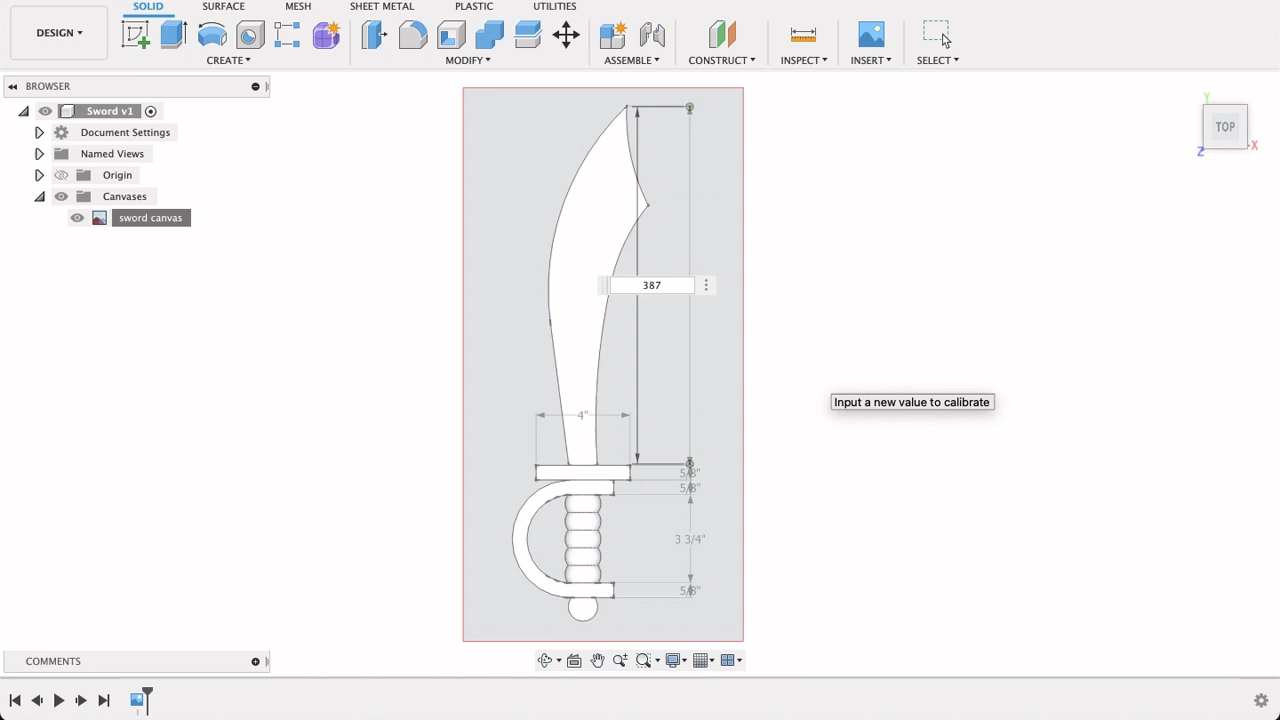 SOLID SURFACE MESH SHEET METAL PLASTIC UTILITIES
DESIGN
CREATE MODIFY ASSEMBLE CONSTRUCT INSPECT INSERT SELECT
BROWSER
Sword v1
Document Settings
Named Views
Origin
Canvases
sword canvas
Y
TOP
X
Z
387
Input a new value to calibrate
4"
5/8"
5/8"
3 3/4"
5/8"
COMMENTS